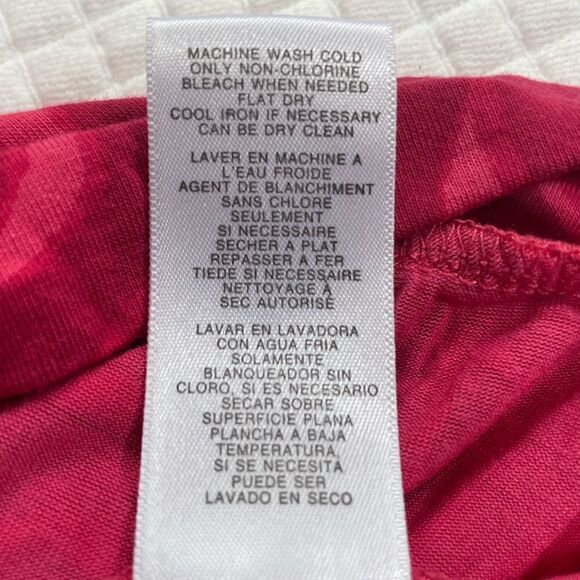 MACHINE WASH COLD
ONLY NON-CHLORINE
BLEACH WHEN NEEDED
FLAT DRY
COOL IRON IF NECESSARY
CAN BE DRY CLEAN
LAVER EN MACHINE A
L'EAU FROIDE
AGENT DE BLANCHIMENT
SANS CHLORE
SEULEMENT
SI NECESSAIRE
SECHER A PLAT
REPASSER A FER
TIEDE SI NECESSAIRE
NETTOYAGE A
SEC AUTORISÉ
LAVAR EN LAVADORA
CON AGUA FRIA
SOLAMENTE
BLANQUEADOR SIN
CLORO, SI ES NECESARIO
SECAR SOBRE
SUPERFICIE PLANA
PLANCHA A BAJA
TEMPERATURA,
SI SE NECESITA
PUEDE SER
LAVADO EN SECO